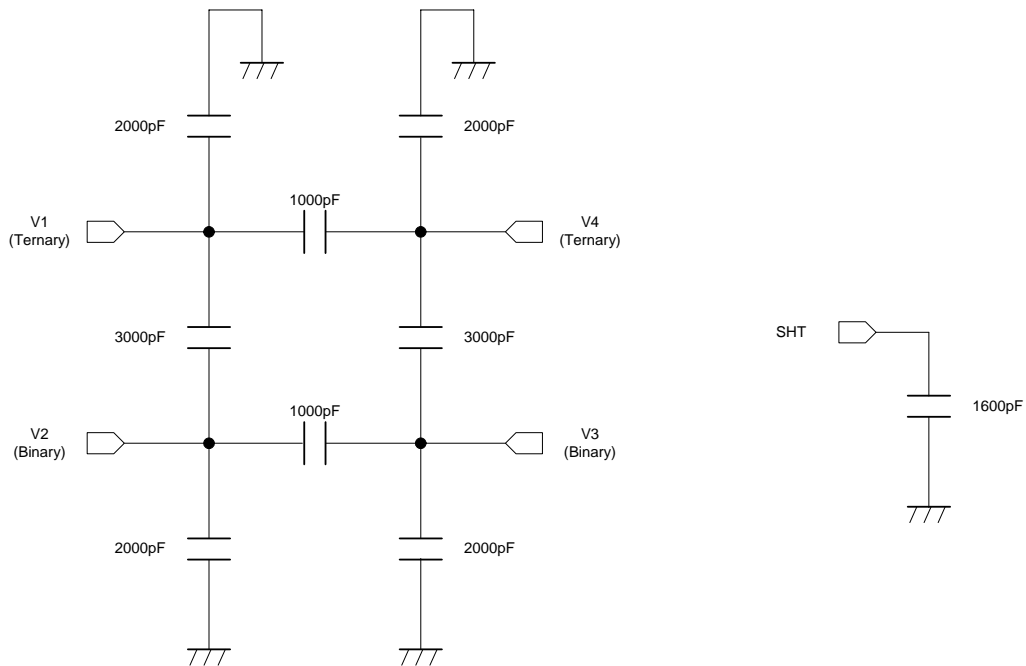 2000pF
2000pF
1000pF
V1
(Ternary)
V4
(Ternary)
3000pF
3000pF
SHT
1600pF
1000pF
V2
(Binary)
V3
(Binary)
2000pF
2000pF